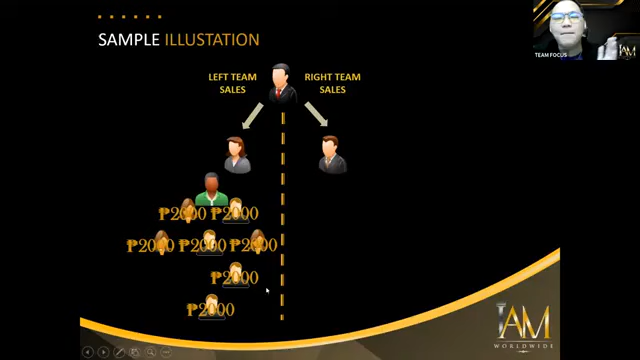 SAMPLE ILLUSTATION
TEAM FOCUS
LEFT TEAM SALES
RIGHT TEAM SALES
₱2000 ₱2000
₱2000 ₱2000 ₱2000
₱2000
₱2000
IAM
WORLDWIDE
IAM